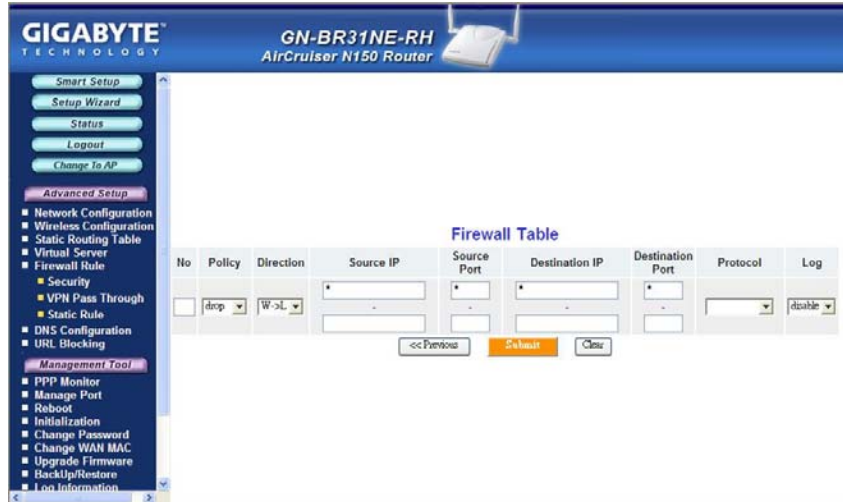 GIGABYTE™
TECHNOLOGY
GN-BR31NE-RH
AirCruiser N150 Router
Smart Setup
Setup Wizard
Status
Logout
Change To AP
Advanced Setup
Network Configuration
Wireless Configuration
Static Routing Table
Virtual Server
Firewall Rule
Security
VPN Pass Through
Static Rule
DNS Configuration
URL Blocking
Management Tool
PPP Monitor
Manage Port
Reboot
Initialization
Change Password
Change WAN MAC
Upgrade Firmware
BackUp/Restore
Log Information
Firewall Table
No Policy Direction Source IP Source Port Destination IP Destination Port Protocol Log
drop W->L * * * * disable
- - - -
<< Previous Submit Clear